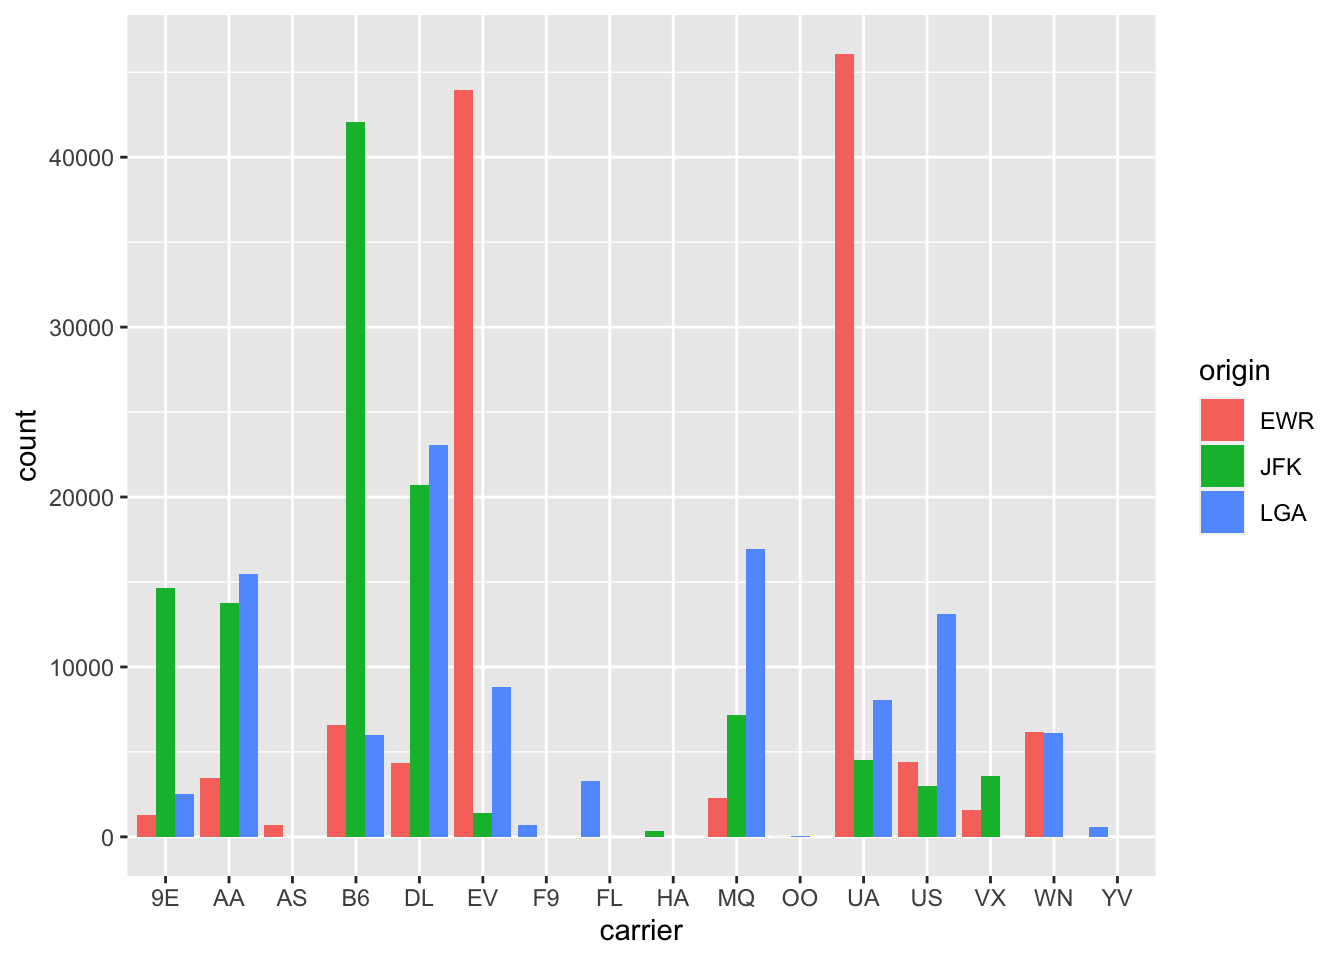 40000
30000
20000
10000
0
count
9E AA AS B6 DL EV F9 FL HA MQ OO UA US VX WN YV
carrier
origin
EWR
JFK
LGA